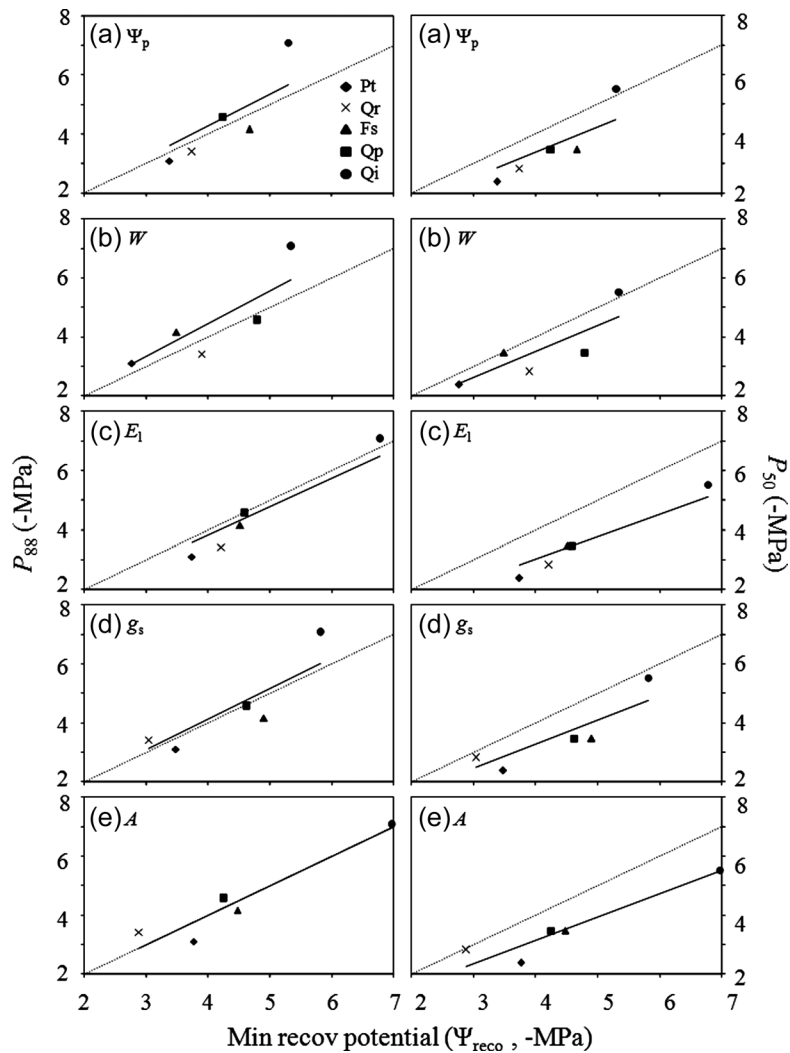 (a) Ψp
Pt
Qr
Fs
Qp
Qi
8
6
4
2
(a) Ψp
8
6
4
2
(b) W
8
6
4
2
(b) W
8
6
4
2
(c) El
8
6
4
2
(c) El
8
6
4
2
(d) gs
8
6
4
2
(d) gs
8
6
4
2
(e) A
8
6
4
2
(e) A
8
6
4
2
P88 (-MPa)
P50 (-MPa)
2 3 4 5 6 7
2 3 4 5 6 7
Min recov potential (Ψreco , -MPa)